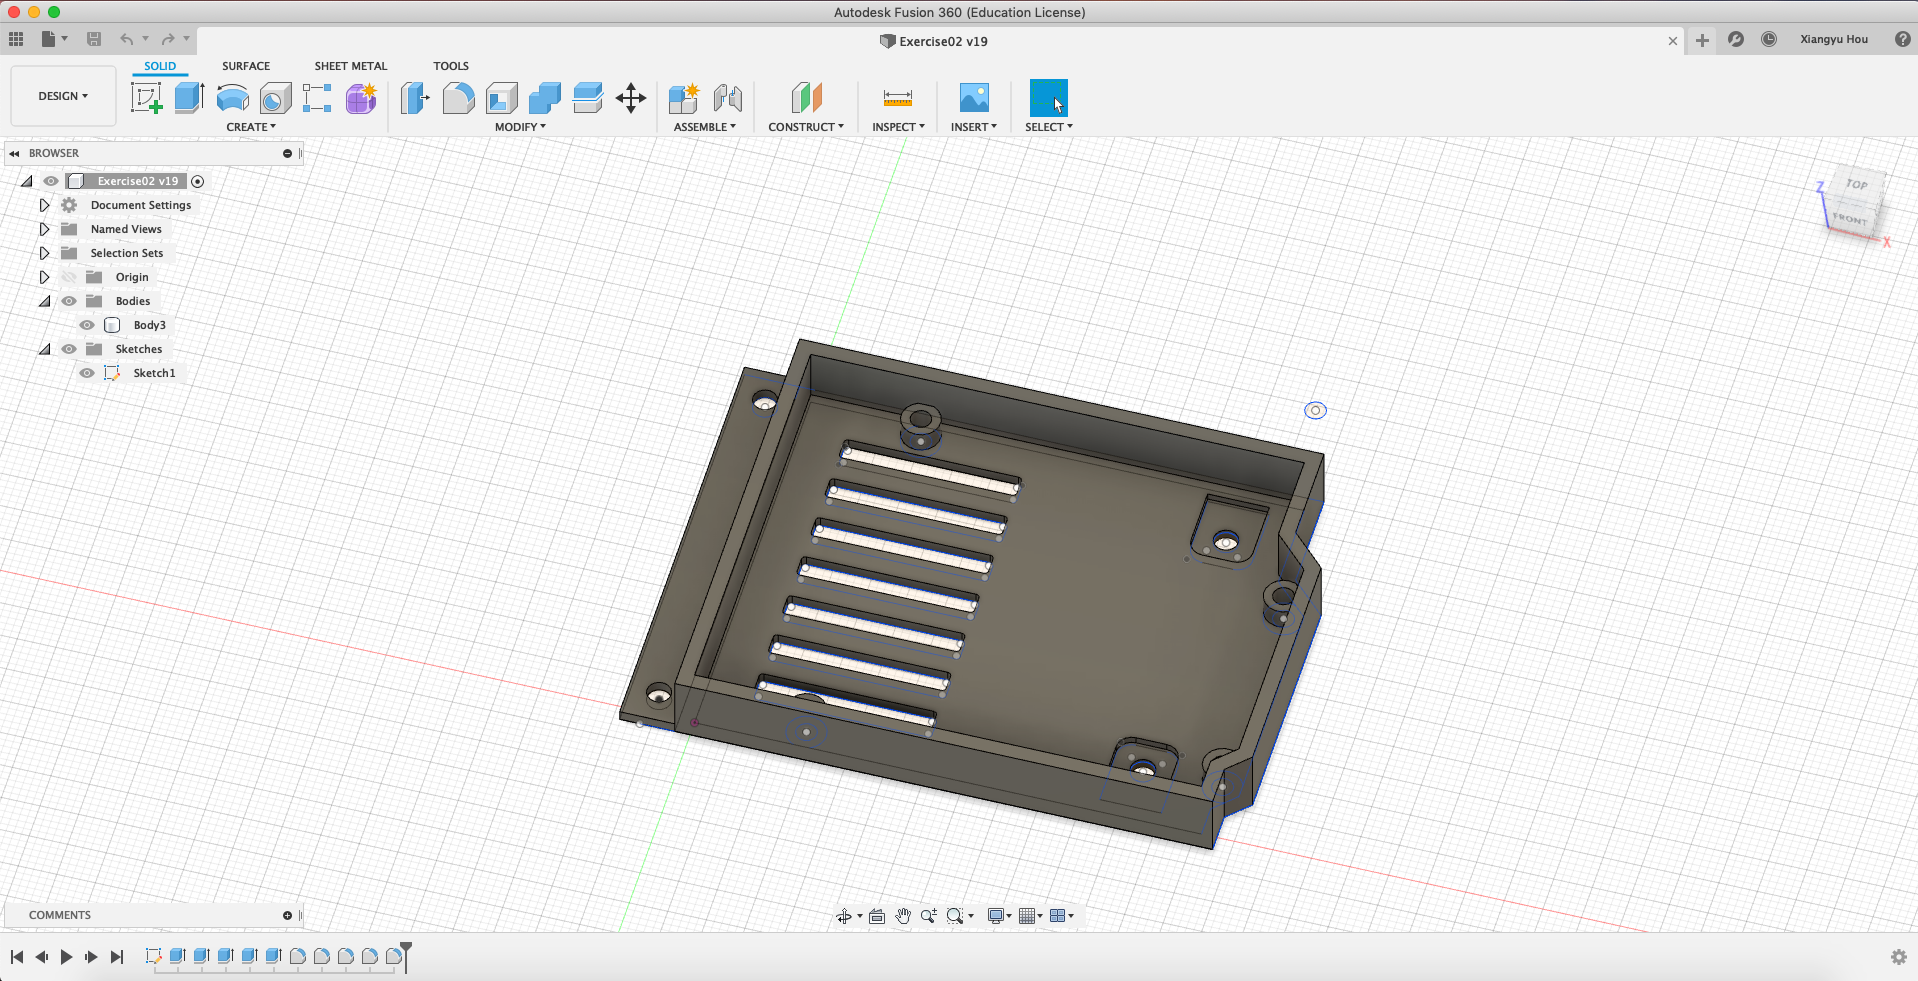 Autodesk Fusion 360 (Education License)
Exercise02 v19
Xiangyu Hou
SOLID SURFACE SHEET METAL TOOLS
DESIGN
CREATE MODIFY ASSEMBLE CONSTRUCT INSPECT INSERT SELECT
BROWSER
Exercise02 v19
Document Settings
Named Views
Selection Sets
Origin
Bodies
Body3
Sketches
Sketch1
TOP
Z
FRONT
X
COMMENTS